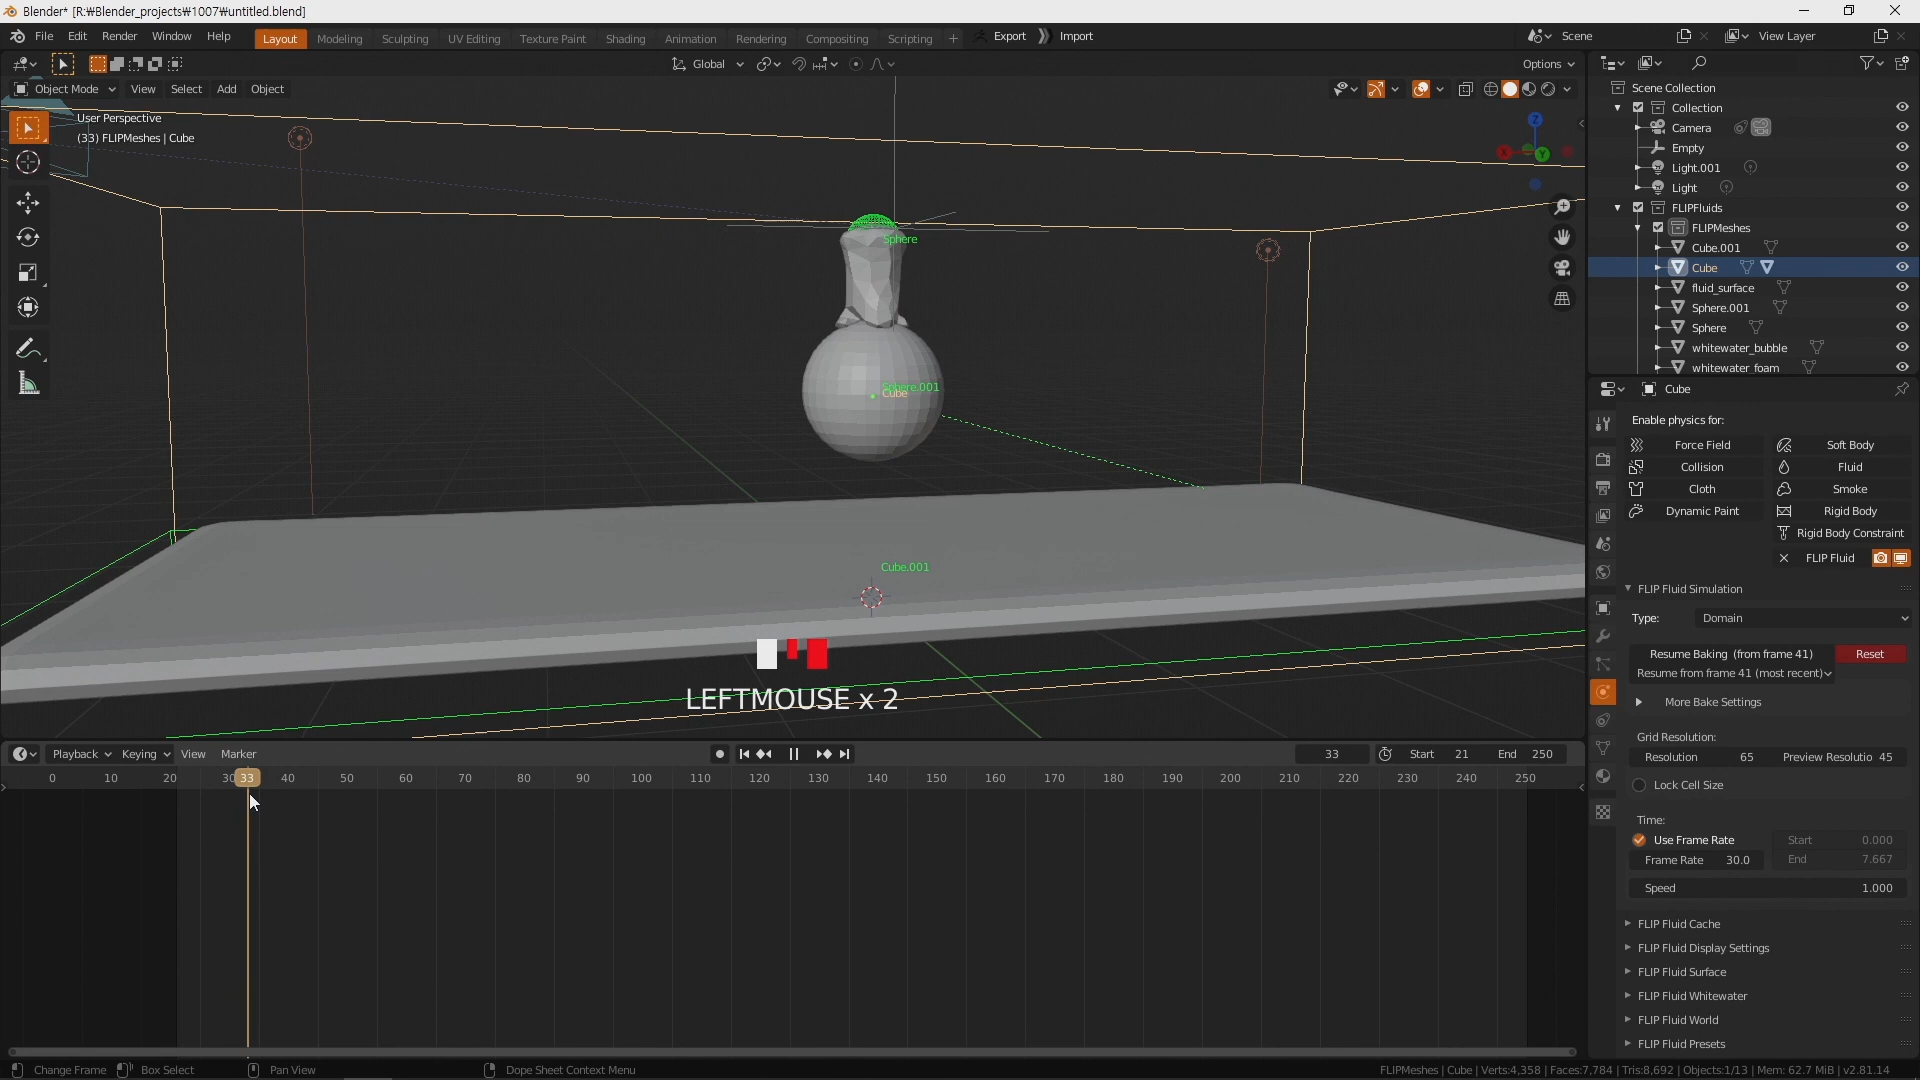 Blender* [R:₩Blender_projects₩1007₩untitled.blend]
File Edit Render Window Help Layout Modeling Sculpting UV Editing Texture Paint Shading Animation Rendering Compositing Scripting + Export Import Scene View Layer
Global Options
Object Mode View Select Add Object
User Perspective
(33) FLIPMeshes | Cube
Z
X
Y
Sphere
Sphere.001
Cube
Cube.001
LEFTMOUSE x 2
Scene Collection
Collection
Camera
Empty
Light.001
Light
FLIPFluids
FLIPMeshes
Cube.001
Cube
fluid_surface
Sphere.001
Sphere
whitewater_bubble
whitewater_foam
Cube
Enable physics for:
Force Field Soft Body
Collision Fluid
Cloth Smoke
Dynamic Paint Rigid Body
Rigid Body Constraint
FLIP Fluid
FLIP Fluid Simulation
Type: Domain
Resume Baking (from frame 41) Reset
Resume from frame 41 (most recent)
More Bake Settings
Grid Resolution:
Resolution 65 Preview Resolutio 45
Lock Cell Size
Time:
Use Frame Rate Start 0.000
Frame Rate 30.0 End 7.667
Speed 1.000
FLIP Fluid Cache
FLIP Fluid Display Settings
FLIP Fluid Surface
FLIP Fluid Whitewater
FLIP Fluid World
FLIP Fluid Presets
Playback Keying View Marker 33 Start 21 End 250
0 10 20 30 33 40 50 60 70 80 90 100 110 120 130 140 150 160 170 180 190 200 210 220 230 240 250
Change Frame Box Select Pan View Dope Sheet Context Menu FLIPMeshes | Cube | Verts:4,358 | Faces:7,784 | Tris:8,692 | Objects:1/13 | Mem: 62.7 MiB | v2.81.14